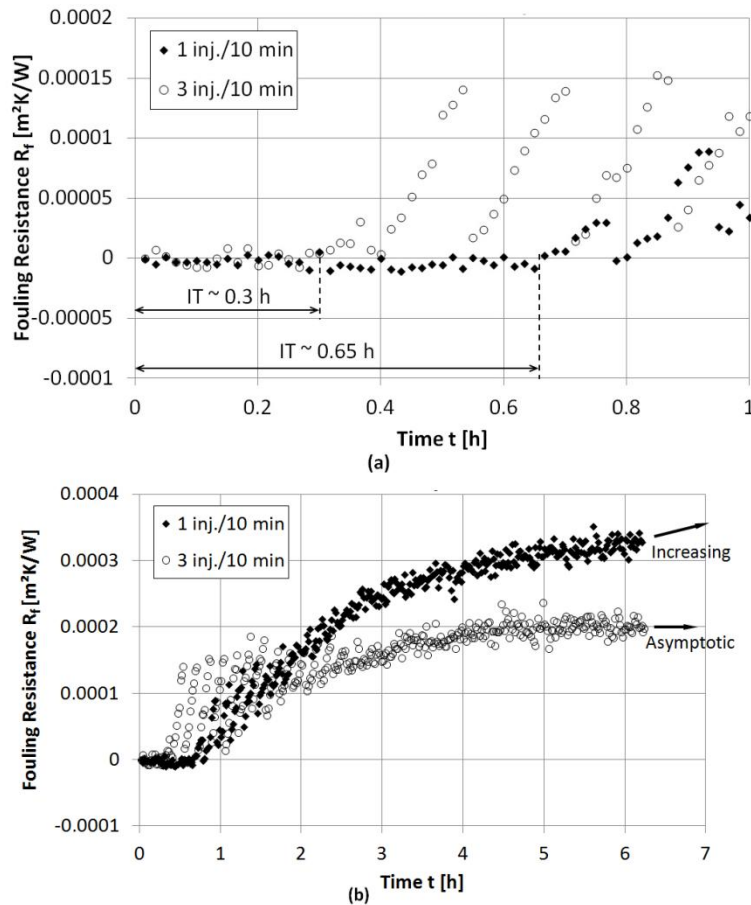 0.0002
0.00015
0.0001
0.00005
0
-0.00005
-0.0001
Fouling Resistance R_f [m²K/W]
1 inj./10 min
3 inj./10 min
IT ~ 0.3 h
IT ~ 0.65 h
0 0.2 0.4 0.6 0.8 1
Time t [h]
(a)
0.0004
0.0003
0.0002
0.0001
0
-0.0001
Fouling Resistance R_f [m²K/W]
1 inj./10 min
3 inj./10 min
Increasing
Asymptotic
0 1 2 3 4 5 6 7
Time t [h]
(b)